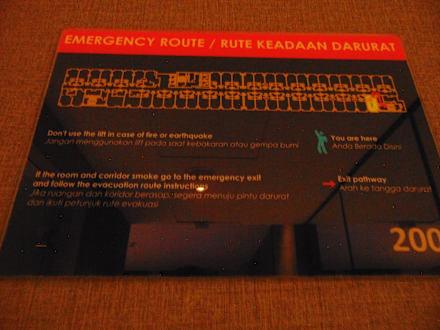 EMERGENCY ROUTE / RUTE KEADAAN DARURAT
Don't use the lift in case of fire or earthquake
Jangan menggunakan lift pada saat kebakaran atau gempa bumi
You are here
Anda Berada Disini
If the room and corridor smoke go to the emergency exit
and follow the evacuation route instructions
Jika ruangan dan koridor berasap, segera menuju pintu darurat
dan ikuti petunjuk rute evakuasi
Exit pathway
Arah ke tangga darurat
200